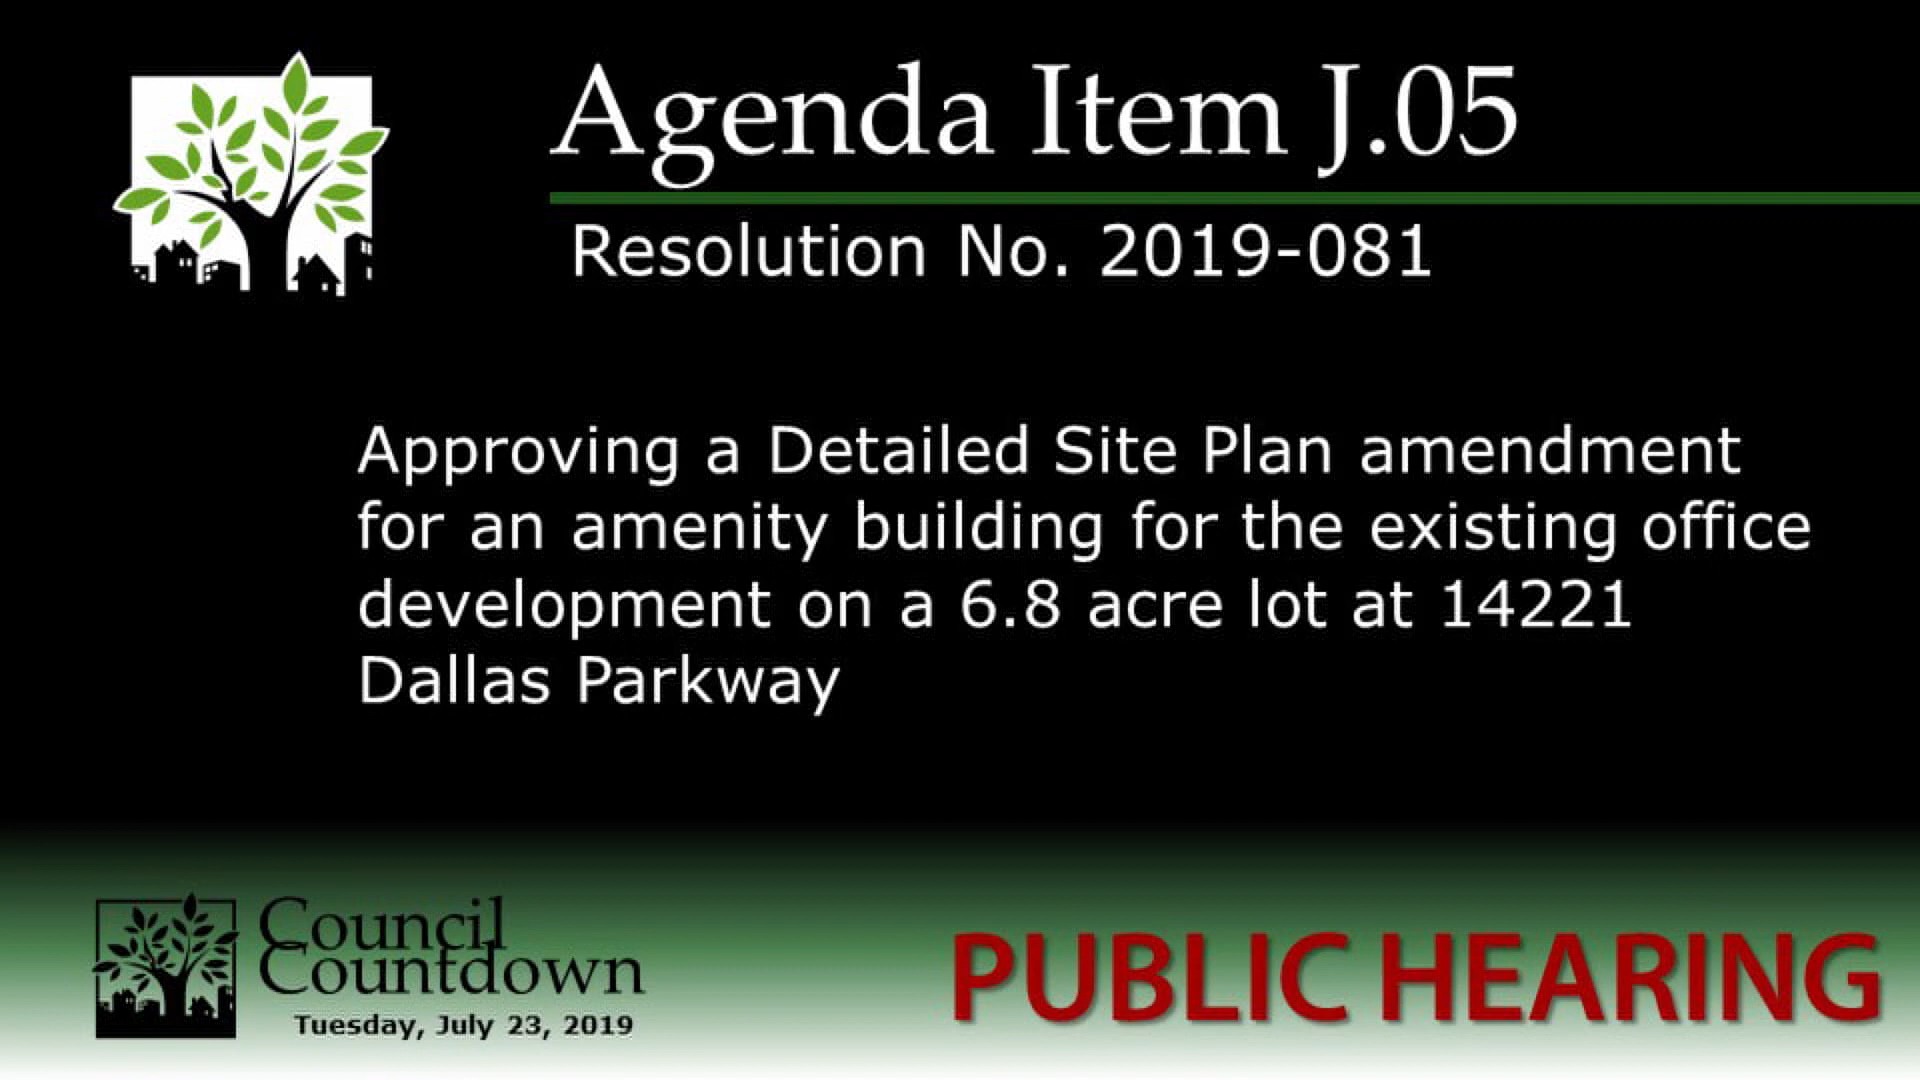 Agenda Item J.05
Resolution No. 2019-081
Approving a Detailed Site Plan amendment
for an amenity building for the existing office
development on a 6.8 acre lot at 14221
Dallas Parkway
Council
Countdown
Tuesday, July 23, 2019
PUBLIC HEARING